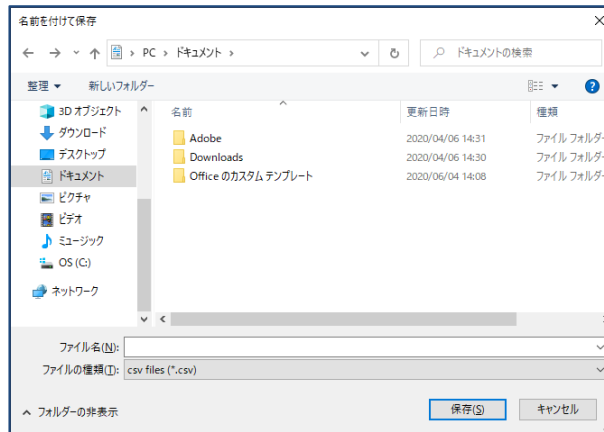 名前を付けて保存
PC › ドキュメント ›
ドキュメントの検索
整理 新しいフォルダー
名前 更新日時 種類
3D オブジェクト
ダウンロード
デスクトップ
ドキュメント
ピクチャ
ビデオ
ミュージック
OS (C:)
ネットワーク
Adobe 2020/04/06 14:31 ファイル フォルダー
Downloads 2020/04/06 14:30 ファイル フォルダー
Office のカスタム テンプレート 2020/06/04 14:08 ファイル フォルダー
ファイル名(N):
ファイルの種類(T): csv files (*.csv)
フォルダーの非表示
保存(S) キャンセル